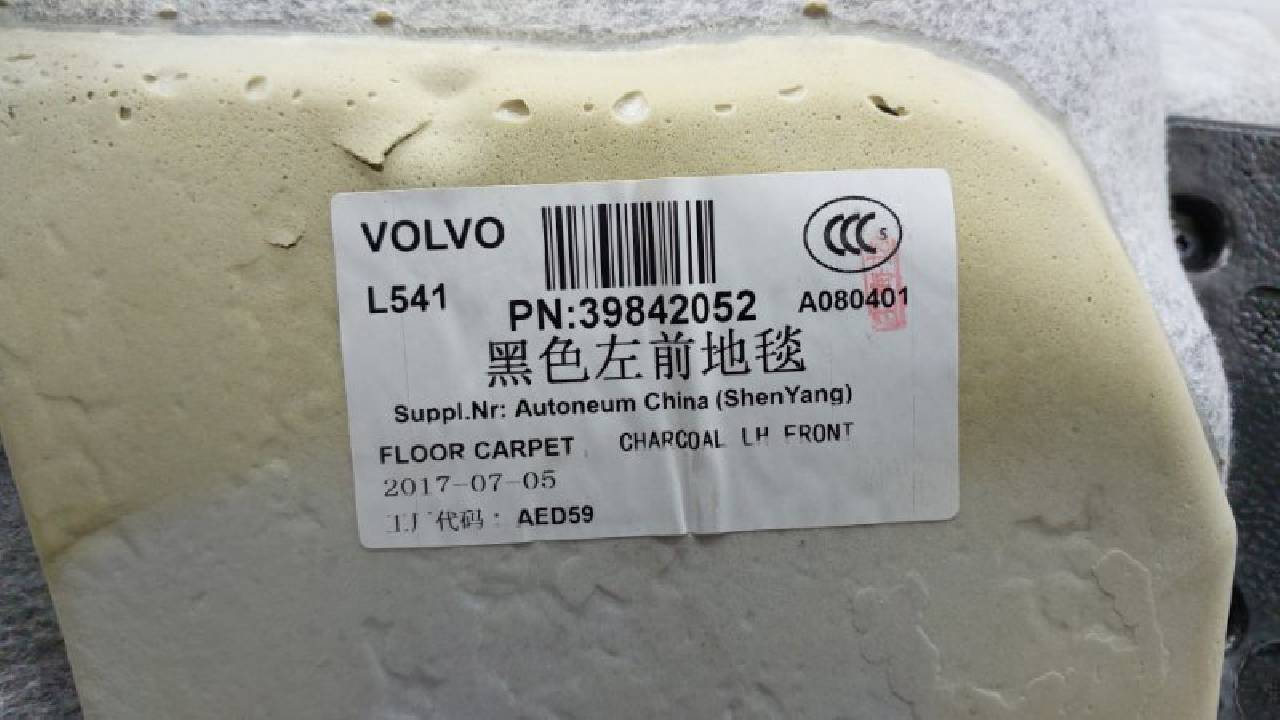 VOLVO
CCC S
L541
PN:39842052
A080401
黑色左前地毯
Suppl.Nr: Autoneum China (ShenYang)
FLOOR CARPET CHARCOAL LH FRONT
2017-07-05
工厂代码: AED59